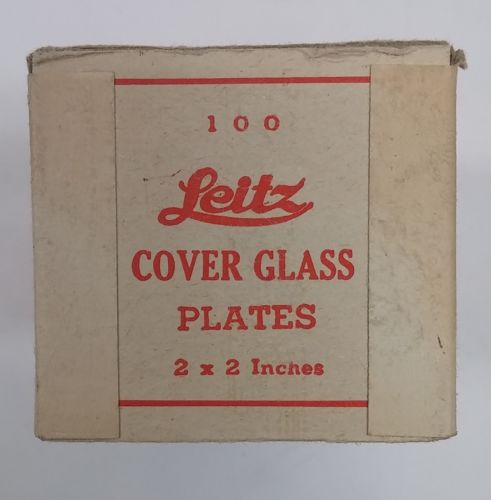 100
Leitz
COVER GLASS
PLATES
2 x 2 Inches